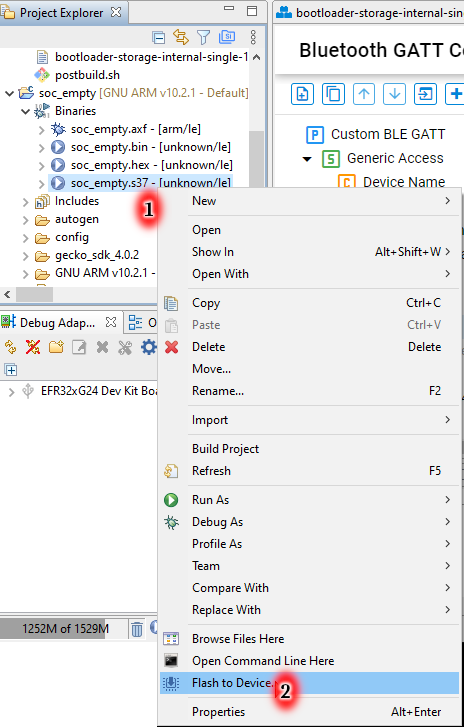 Project Explorer
bootloader-storage-internal-single-1
postbuild.sh
soc_empty [GNU ARM v10.2.1 - Default]
Binaries
soc_empty.axf - [arm/le]
soc_empty.bin - [unknown/le]
soc_empty.hex - [unknown/le]
soc_empty.s37 - [unknown/le]
Includes
autogen
config
gecko_sdk_4.0.2
GNU ARM v10.2.1 -
Debug Adap...
O
EFR32xG24 Dev Kit Boa
1252M of 1529M
bootloader-storage-internal-sing
Bluetooth GATT Co
P Custom BLE GATT
S Generic Access
C Device Name
1
New
Open
Show In Alt+Shift+W
Open With
Copy Ctrl+C
Paste Ctrl+V
Delete Delete
Move...
Rename... F2
Import
Build Project
Refresh F5
Run As
Debug As
Profile As
Team
Compare With
Replace With
Browse Files Here
Open Command Line Here
Flash to Device..
2
Properties Alt+Enter